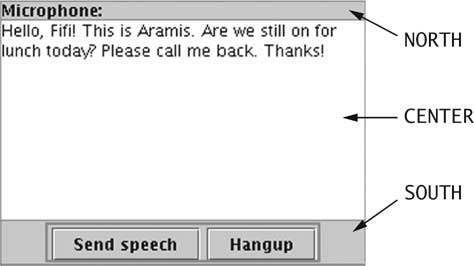 Microphone:
NORTH
Hello, Fifi! This is Aramis. Are we still on for
lunch today? Please call me back. Thanks!
CENTER
SOUTH
Send speech Hangup